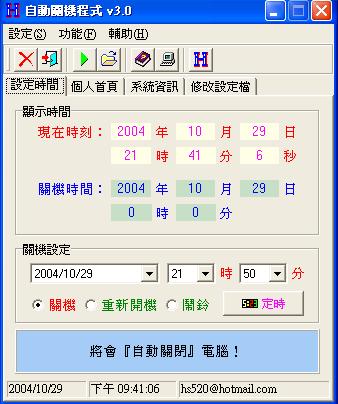 自動關機程式 v3.0
設定(S) 功能(F) 輔助(H)
設定時間 個人首頁 系統資訊 修改設定檔
顯示時間
現在時刻： 2004 年 10 月 29 日
21 時 41 分 6 秒
關機時間： 2004 年 10 月 29 日
0 時 0 分
關機設定
2004/10/29 21 時 50 分
關機 重新開機 鬧鈴 定時
將會『自動關閉』電腦！
2004/10/29 下午 09:41:06 hs520@hotmail.com